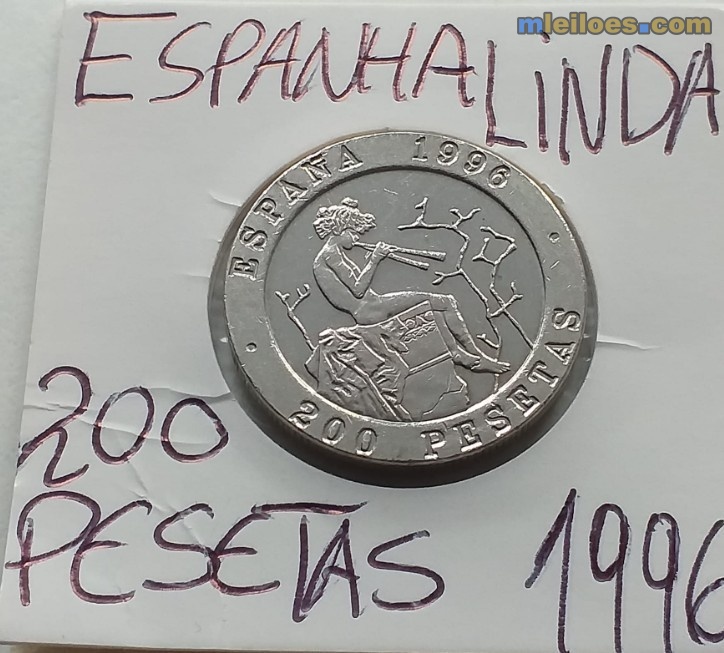 mleiloes.com
ESPANHA LINDA
ESPAÑA 1996
200 PESETAS
200
PESETAS 1996